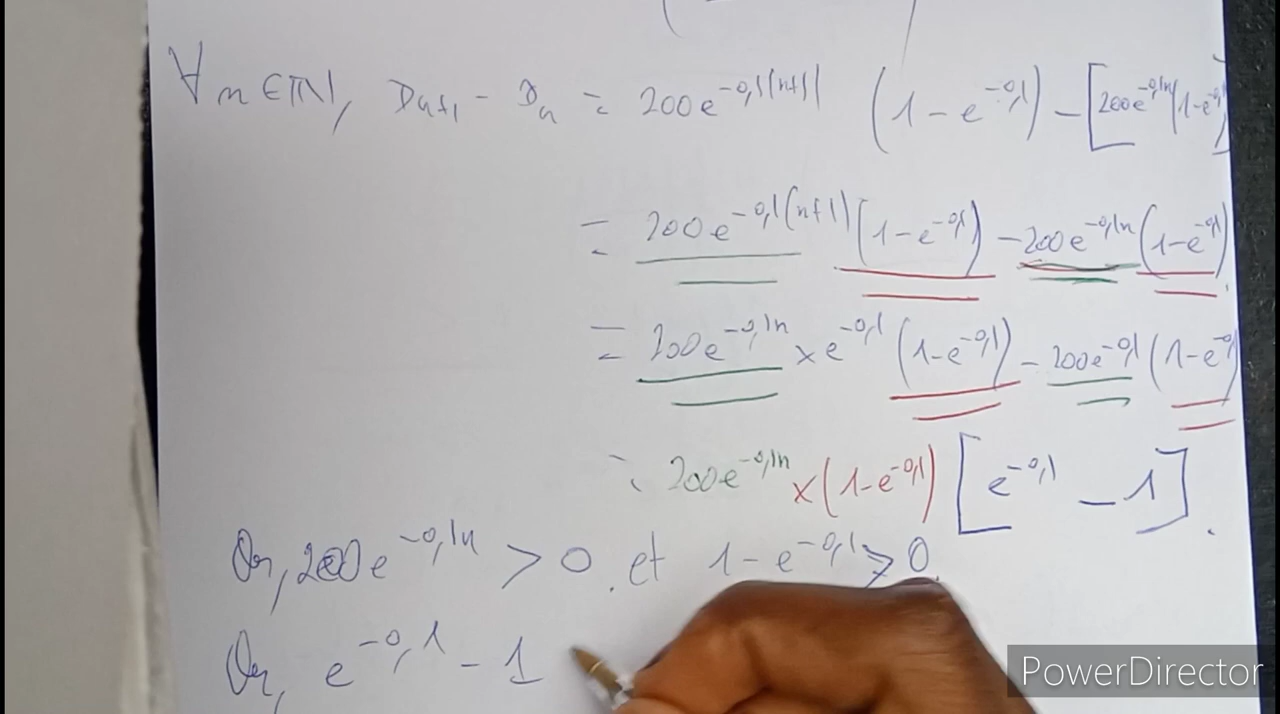 ∀n∈ℕ, Dn+1 - Dn = 200e^-0,1(n+1) (1-e^-0,1) - [200e^-0,1n (1-e^-0,1
= 200e^-0,1(n+1) (1-e^-0,1) - 200e^-0,1n (1-e^-0,1)
= 200e^-0,1n × e^-0,1 (1-e^-0,1) - 200e^-0,1 (1-e^-0
= 200e^-0,1n × (1-e^-0,1) [e^-0,1 - 1].
Or, 200e^-0,1n > 0. et 1-e^-0,1 > 0.
Or, e^-0,1 - 1
PowerDirector